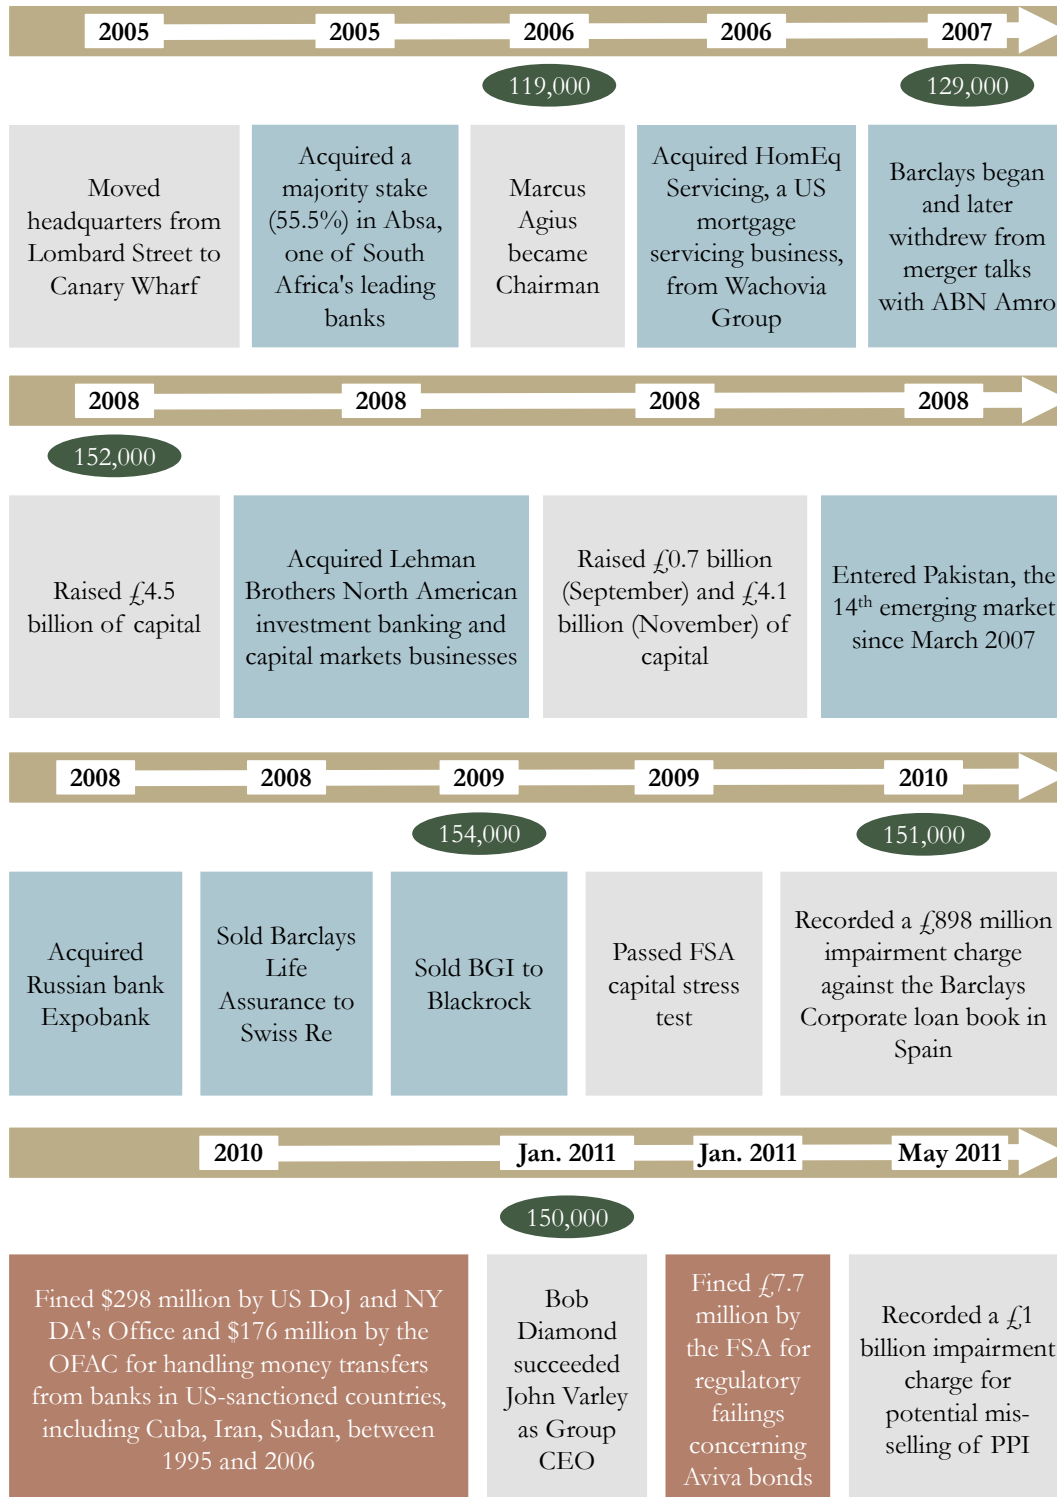 2005 2005 2006 2006 2007
119,000 129,000
Moved
headquarters from
Lombard Street to
Canary Wharf
Acquired a
majority stake
(55.5%) in Absa,
one of South
Africa's leading
banks
Marcus
Agius
became
Chairman
Acquired HomEq
Servicing, a US
mortgage
servicing business,
from Wachovia
Group
Barclays began
and later
withdrew from
merger talks
with ABN Amro
2008 2008 2008 2008
152,000
Raised £4.5
billion of capital
Acquired Lehman
Brothers North American
investment banking and
capital markets businesses
Raised £0.7 billion
(September) and £4.1
billion (November) of
capital
Entered Pakistan, the
14th emerging market
since March 2007
2008 2008 2009 2009 2010
154,000 151,000
Acquired
Russian bank
Expobank
Sold Barclays
Life
Assurance to
Swiss Re
Sold BGI to
Blackrock
Passed FSA
capital stress
test
Recorded a £898 million
impairment charge
against the Barclays
Corporate loan book in
Spain
2010 Jan. 2011 Jan. 2011 May 2011
150,000
Fined $298 million by US DoJ and NY
DA's Office and $176 million by the
OFAC for handling money transfers
from banks in US-sanctioned countries,
including Cuba, Iran, Sudan, between
1995 and 2006
Bob
Diamond
succeeded
John Varley
as Group
CEO
Fined £7.7
million by
the FSA for
regulatory
failings
concerning
Aviva bonds
Recorded a £1
billion impairment
charge for
potential mis-
selling of PPI